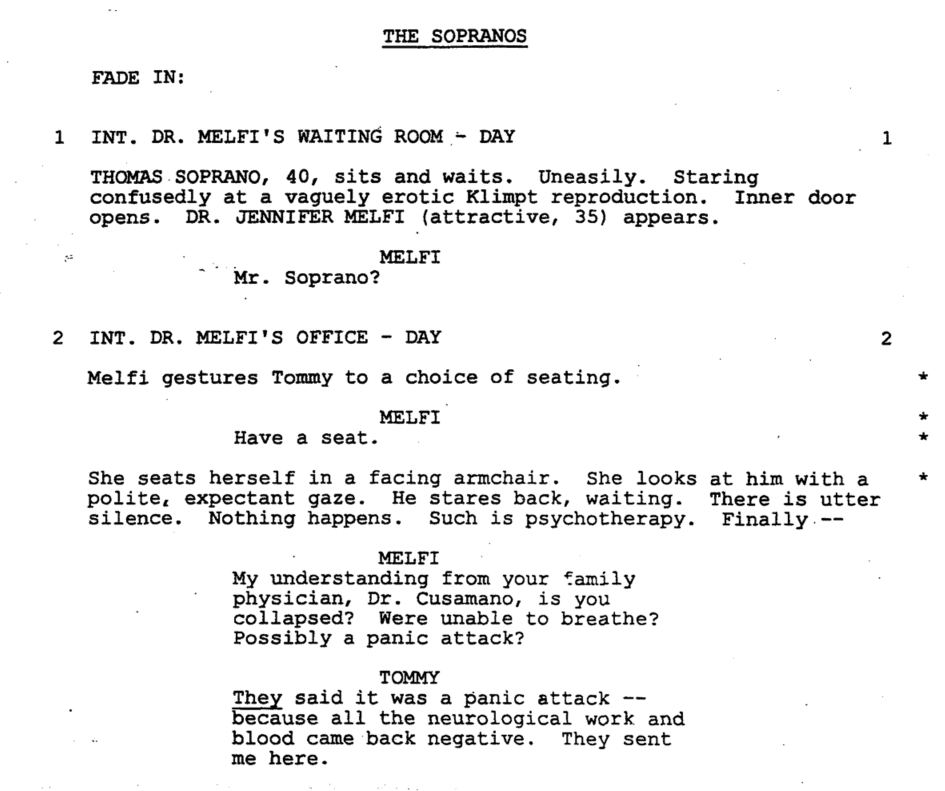 THE SOPRANOS
FADE IN:
1 INT. DR. MELFI'S WAITING ROOM - DAY 1
THOMAS SOPRANO, 40, sits and waits. Uneasily. Staring
confusedly at a vaguely erotic Klimpt reproduction. Inner door
opens. DR. JENNIFER MELFI (attractive, 35) appears.
MELFI
Mr. Soprano?
2 INT. DR. MELFI'S OFFICE - DAY 2
Melfi gestures Tommy to a choice of seating. *
MELFI *
Have a seat. *
She seats herself in a facing armchair. She looks at him with a *
polite, expectant gaze. He stares back, waiting. There is utter
silence. Nothing happens. Such is psychotherapy. Finally --
MELFI
My understanding from your family
physician, Dr. Cusamano, is you
collapsed? Were unable to breathe?
Possibly a panic attack?
TOMMY
They said it was a panic attack --
because all the neurological work and
blood came back negative. They sent
me here.